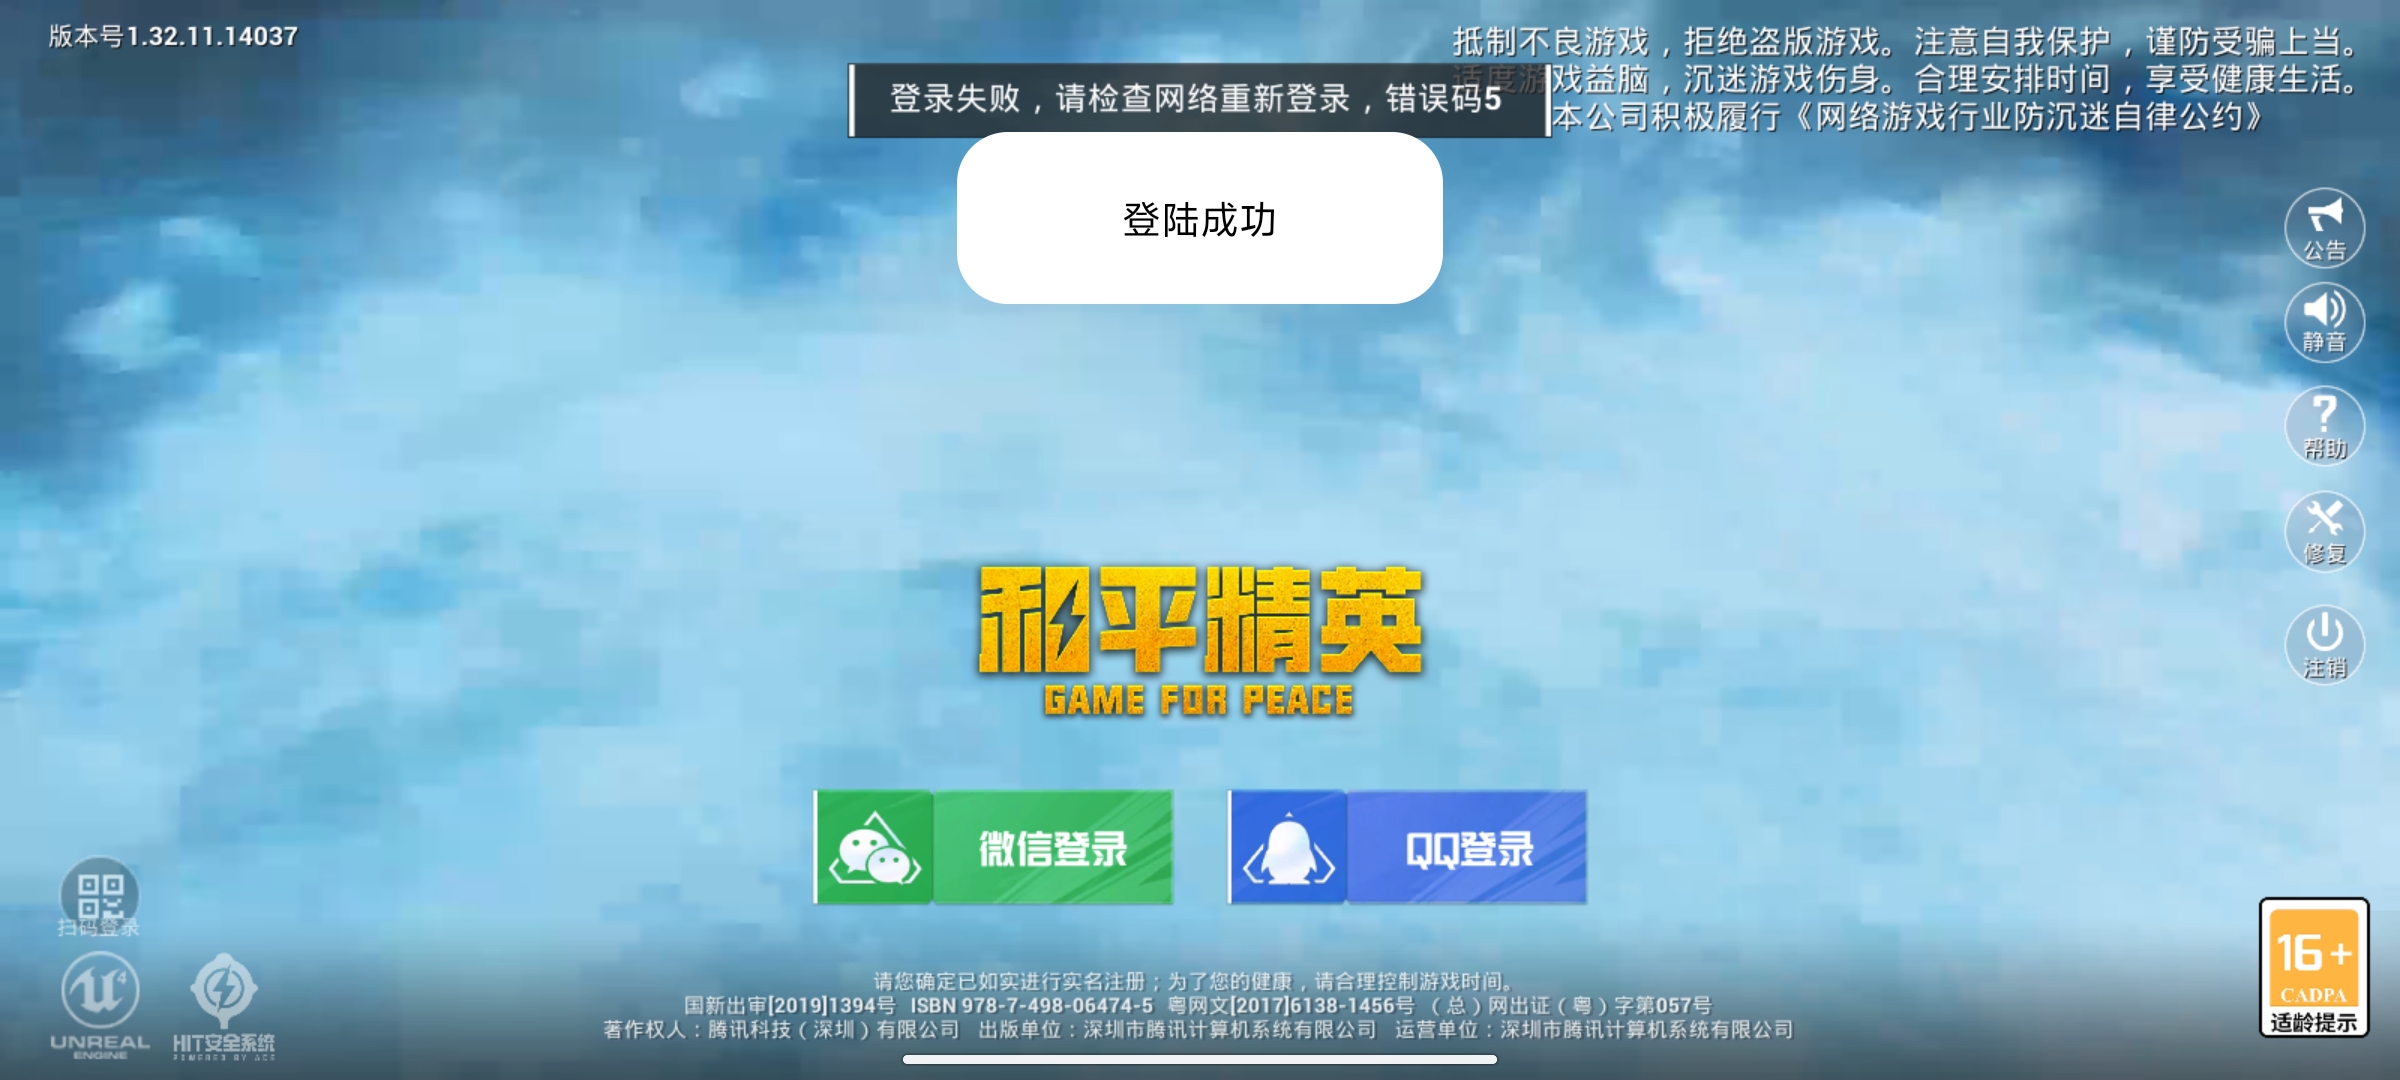 版本号1.32.11.14037
抵制不良游戏，拒绝盗版游戏。注意自我保护，谨防受骗上当。
适度游戏益脑，沉迷游戏伤身。合理安排时间，享受健康生活。
本公司积极履行《网络游戏行业防沉迷自律公约》
登录失败，请检查网络重新登录，错误码5
登陆成功
公告
静音
帮助
修复
注销
和平精英
GAME FOR PEACE
微信登录
QQ登录
扫码登录
UNREAL
ENGINE
HIT安全系统
POWERED BY ACE
请您确定已如实进行实名注册；为了您的健康，请合理控制游戏时间。
国新出审[2019]1394号 ISBN 978-7-498-06474-5 粤网文[2017]6138-1456号 （总）网出证（粤）字第057号
著作权人：腾讯科技（深圳）有限公司 出版单位：深圳市腾讯计算机系统有限公司 运营单位：深圳市腾讯计算机系统有限公司
16+
CADPA
适龄提示